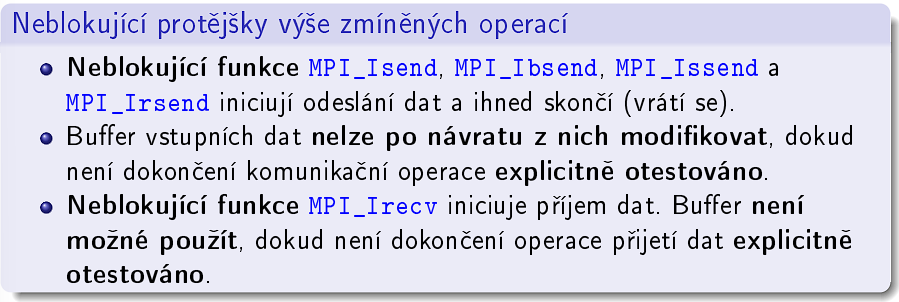 Neblokující protějšky výše zmíněných operací
Neblokující funkce MPI_Isend, MPI_Ibsend, MPI_Issend a
MPI_Irsend iniciují odeslání dat a ihned skončí (vrátí se).
Buffer vstupních dat nelze po návratu z nich modifikovat, dokud
není dokončení komunikační operace explicitně otestováno.
Neblokující funkce MPI_Irecv iniciuje příjem dat. Buffer není
možné použít, dokud není dokončení operace přijetí dat explicitně
otestováno.